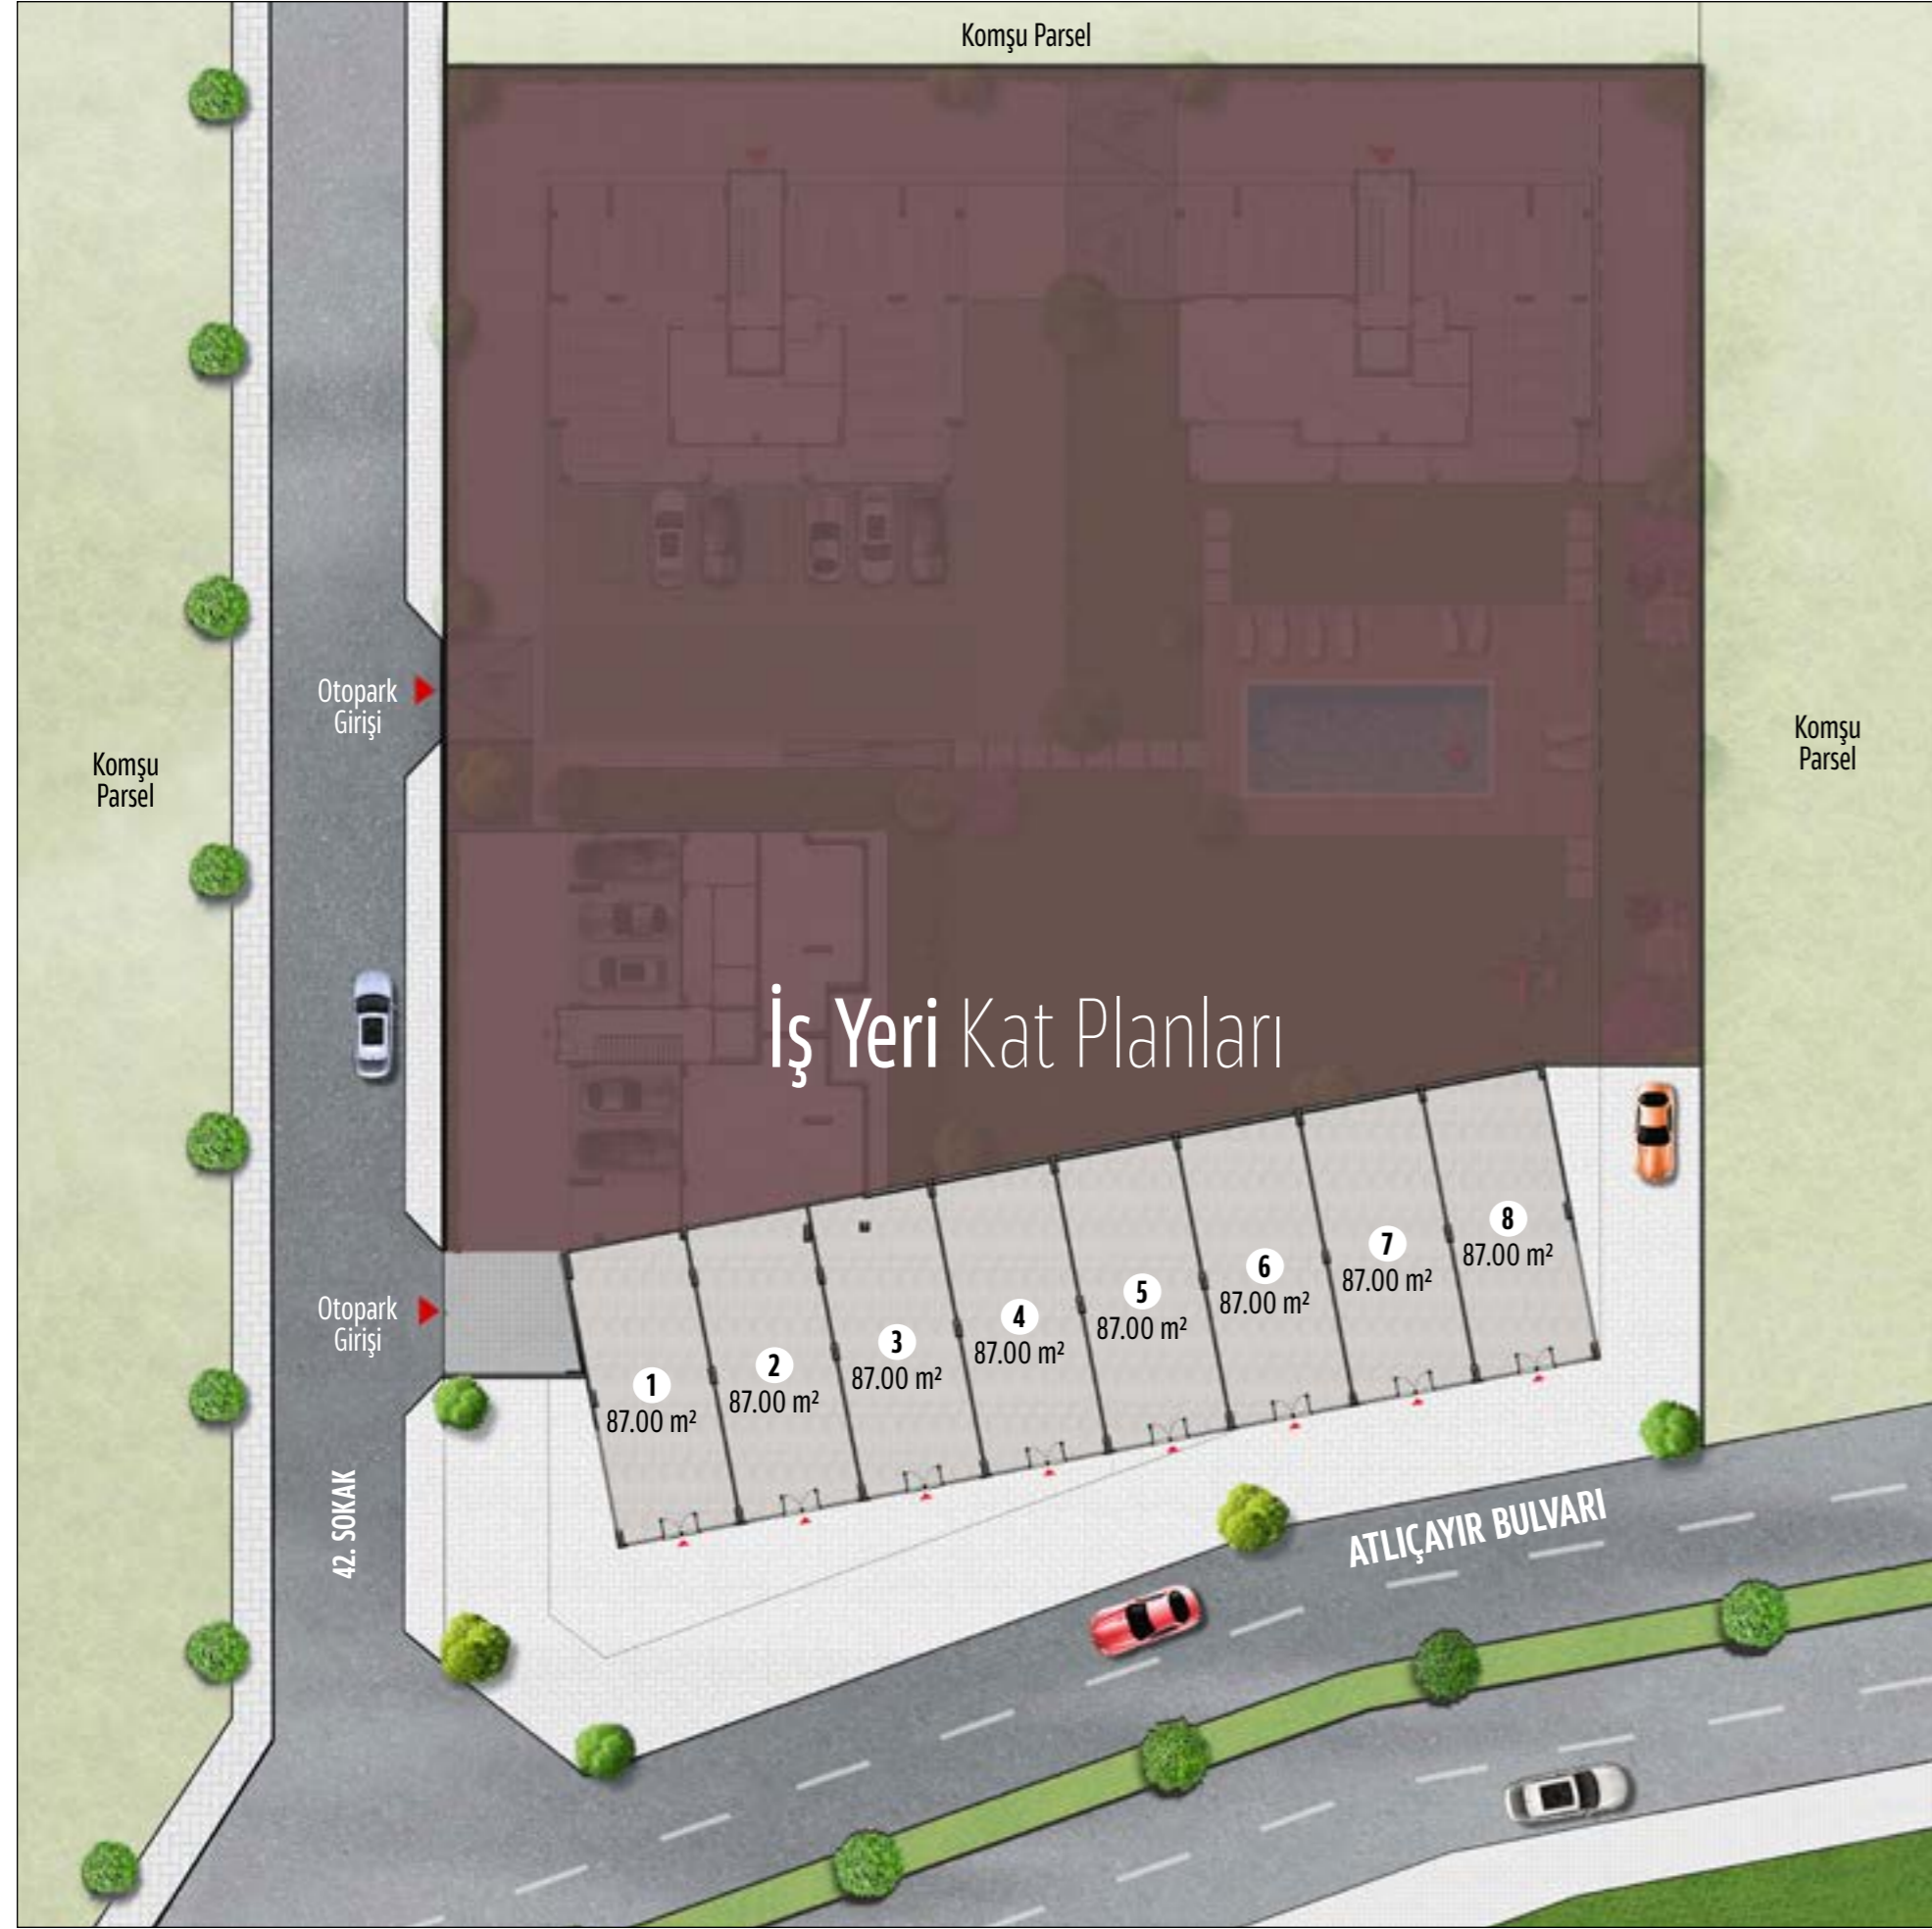 Komşu Parsel
Otopark
Girişi
Komşu
Parsel
Komşu
Parsel
İş Yeri Kat Planları
Otopark
Girişi
1
87.00 m²
2
87.00 m²
3
87.00 m²
4
87.00 m²
5
87.00 m²
6
87.00 m²
7
87.00 m²
8
87.00 m²
42. SOKAK
ATLIÇAYIR BULVARI